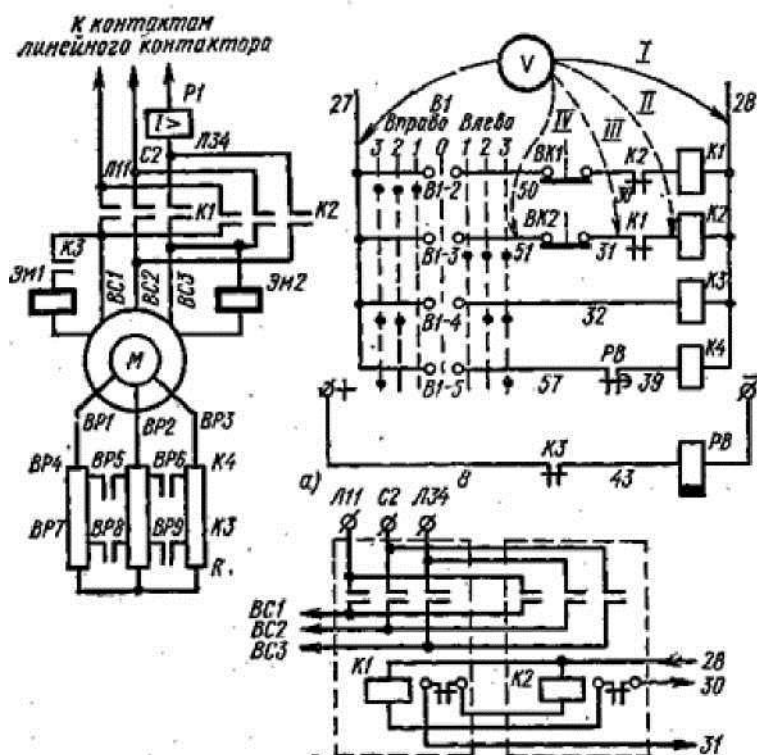 К контактам
линейного контактора
Р1
I>
Л34
С2
Л11
К1
К2
К3
Эм1
Эм2
ВС1
ВС2
ВС3
М
ВР1
ВР2
ВР3
ВР4
ВР5
ВР6
К4
ВР7
ВР8
ВР9
К3
R
V
I
II
III
IV
27
28
В1
Вправо
0
Влево
3 2 1
1 2 3
В1-2
50
ВК1
30
К2
К1
В1-3
51
ВК2
31
К1
К2
В1-4
32
К3
В1-5
57
РВ
39
К4
+
-
8
К3
43
РВ
а)
Л11 С2 Л34
ВС1
ВС2
ВС3
К1
К2
28
30
31